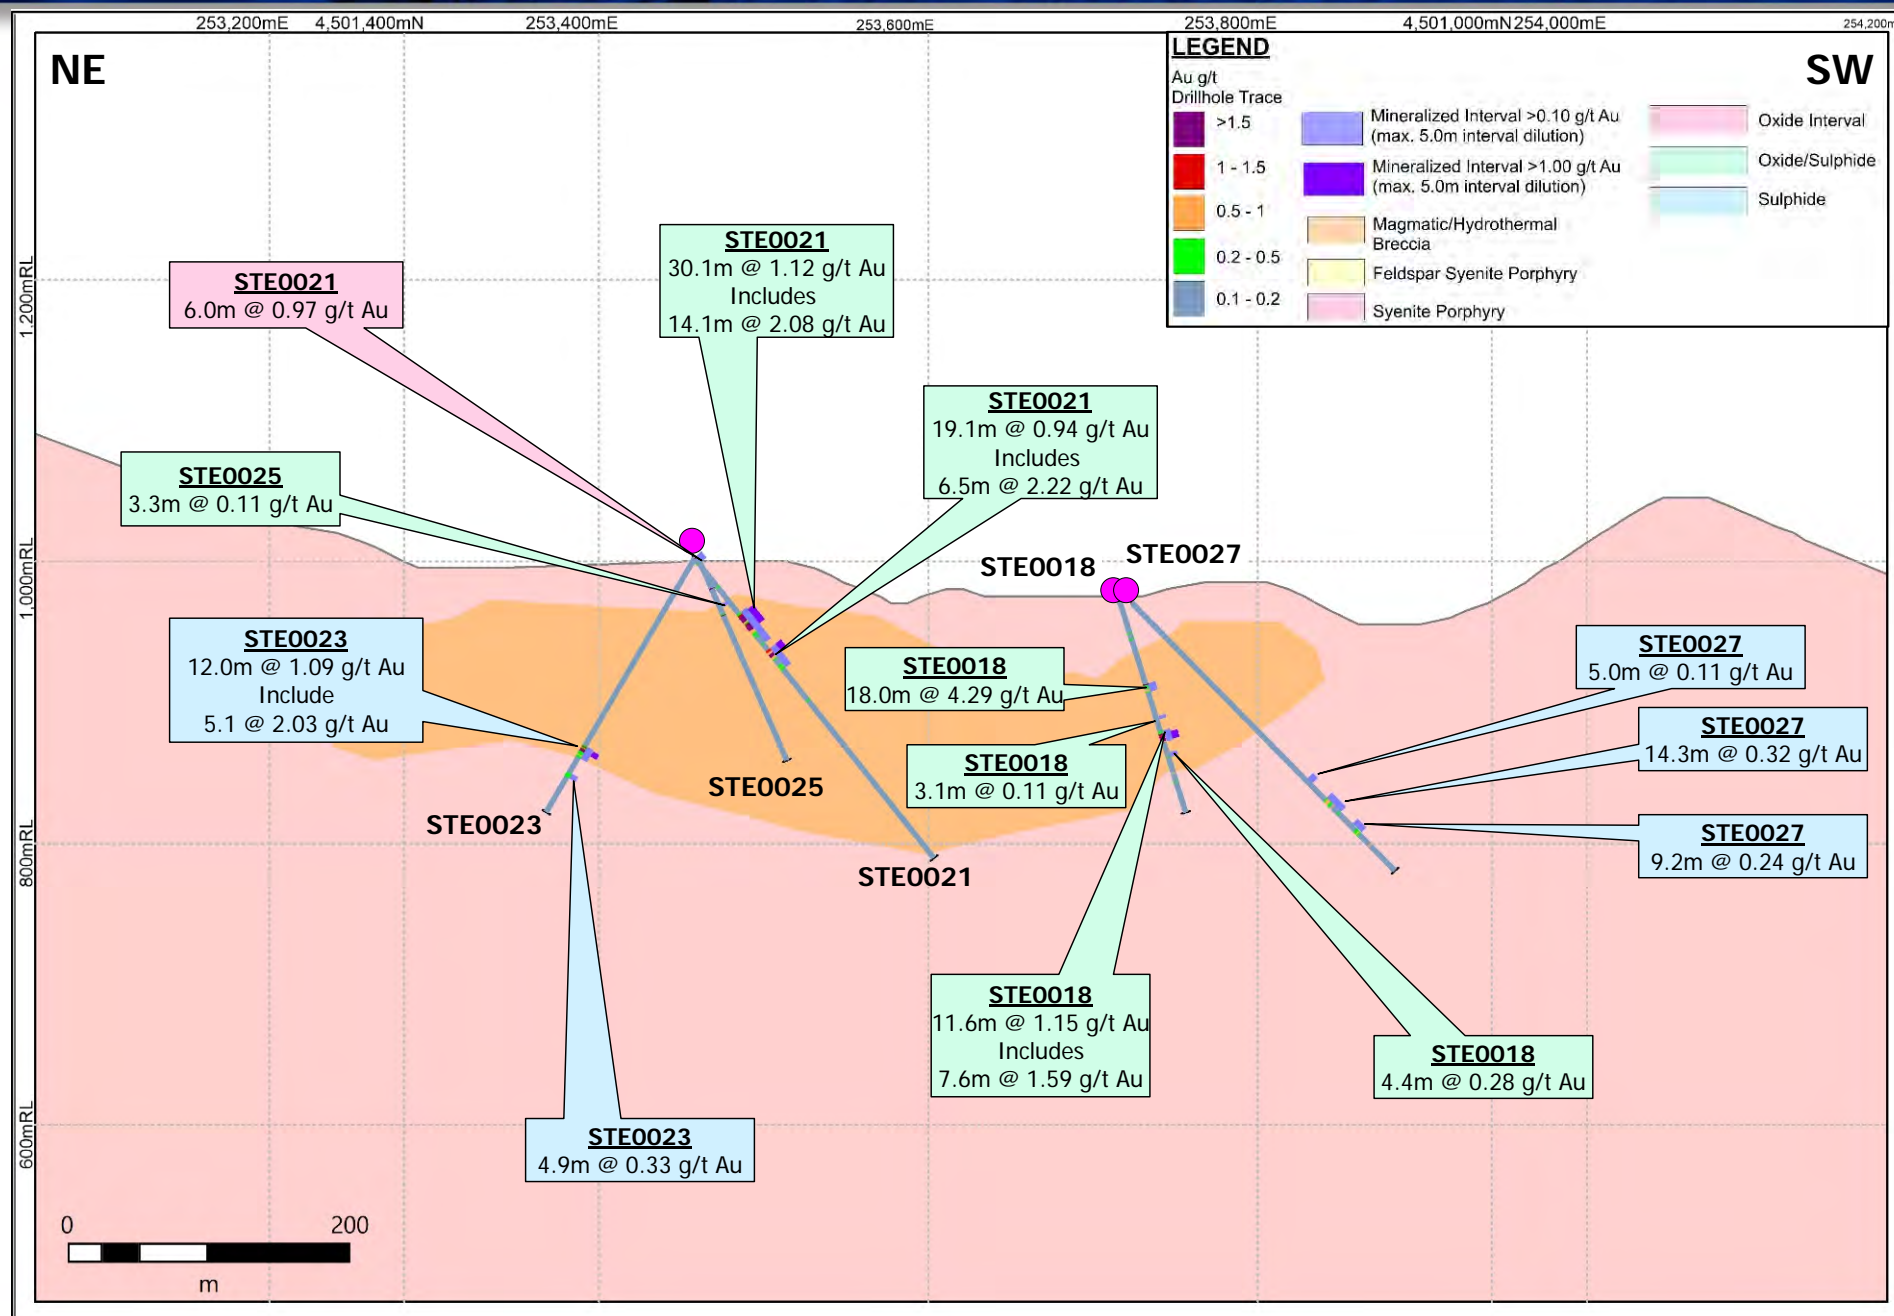 253,200mE 4,501,400mN 253,400mE 253,600mE 253,800mE 4,501,000mN 254,000mE 254,200m
NE
SW
LEGEND
Au g/t
Drillhole Trace
>1.5
1 - 1.5
0.5 - 1
0.2 - 0.5
0.1 - 0.2
Mineralized Interval >0.10 g/t Au
(max. 5.0m interval dilution)
Mineralized Interval >1.00 g/t Au
(max. 5.0m interval dilution)
Magmatic/Hydrothermal
Breccia
Feldspar Syenite Porphyry
Syenite Porphyry
Oxide Interval
Oxide/Sulphide
Sulphide
1,200mRL
1,000mRL
800mRL
600mRL
STE0021
6.0m @ 0.97 g/t Au
STE0021
30.1m @ 1.12 g/t Au
Includes
14.1m @ 2.08 g/t Au
STE0021
19.1m @ 0.94 g/t Au
Includes
6.5m @ 2.22 g/t Au
STE0025
3.3m @ 0.11 g/t Au
STE0018
STE0027
STE0023
12.0m @ 1.09 g/t Au
Include
5.1 @ 2.03 g/t Au
STE0018
18.0m @ 4.29 g/t Au
STE0027
5.0m @ 0.11 g/t Au
STE0027
14.3m @ 0.32 g/t Au
STE0018
3.1m @ 0.11 g/t Au
STE0025
STE0023
STE0021
STE0027
9.2m @ 0.24 g/t Au
STE0018
11.6m @ 1.15 g/t Au
Includes
7.6m @ 1.59 g/t Au
STE0018
4.4m @ 0.28 g/t Au
STE0023
4.9m @ 0.33 g/t Au
0 200
m